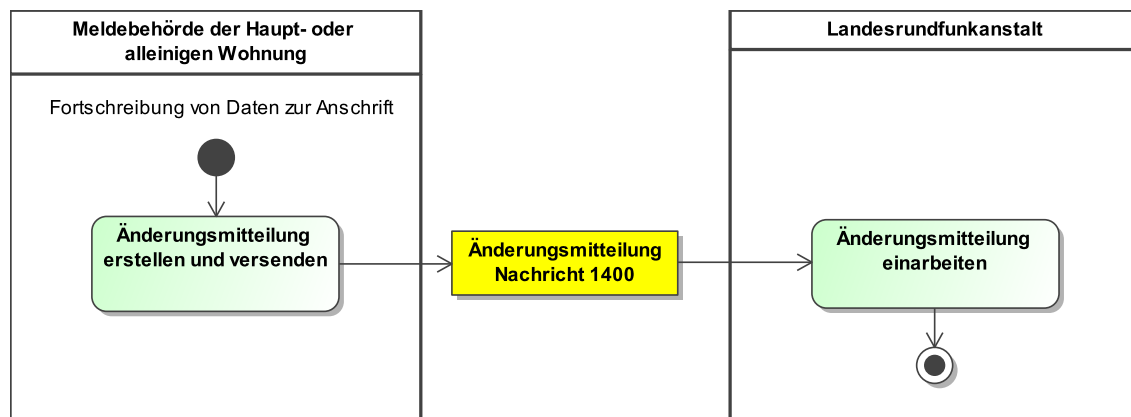 Meldebehörde der Haupt- oder
alleinigen Wohnung
Landesrundfunkanstalt
Fortschreibung von Daten zur Anschrift
Änderungsmitteilung
erstellen und versenden
Änderungsmitteilung
Nachricht 1400
Änderungsmitteilung
einarbeiten